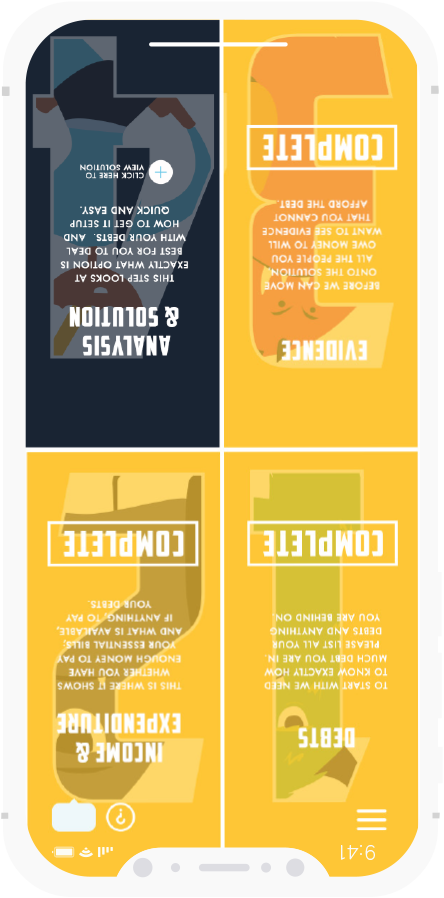 9:41
DEBTS
TO START WITH WE NEED
TO KNOW EXACTLY HOW
MUCH DEBT YOU ARE IN.
PLEASE LIST ALL YOUR
DEBTS AND ANYTHING
YOU ARE BEHIND ON.
COMPLETE
INCOME &
EXPENDITURE
THIS IS WHERE IT SHOWS
WHETHER YOU HAVE
ENOUGH MONEY TO PAY
YOUR ESSENTIAL BILLS,
AND WHAT IS AVAILABLE,
IF ANYTHING, TO PAY
YOUR DEBTS.
COMPLETE
EVIDENCE
BEFORE WE CAN MOVE
ONTO THE SOLUTION
ALL THE PEOPLE YOU
OWE MONEY TO WILL
WANT TO SEE EVIDENCE
THAT YOU CANNOT
AFFORD THE DEBT.
COMPLETE
ANALYSIS
& SOLUTION
THIS STEP LOOKS AT
EXACTLY WHAT OPTION IS
BEST FOR YOU TO DEAL
WITH YOUR DEBTS. AND
HOW TO GET IT SETUP
QUICK AND EASY.
CLICK HERE TO
VIEW SOLUTION